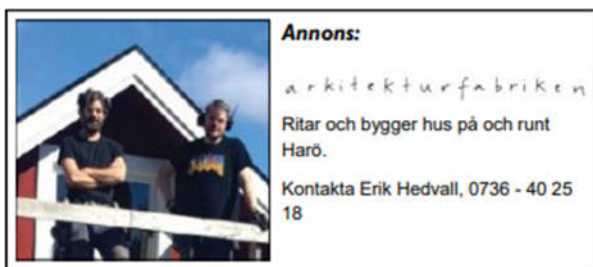 Annons:
arkitekturfabriken
Ritar och bygger hus på och runt
Harö.
Kontakta Erik Hedvall, 0736 - 40 25
18